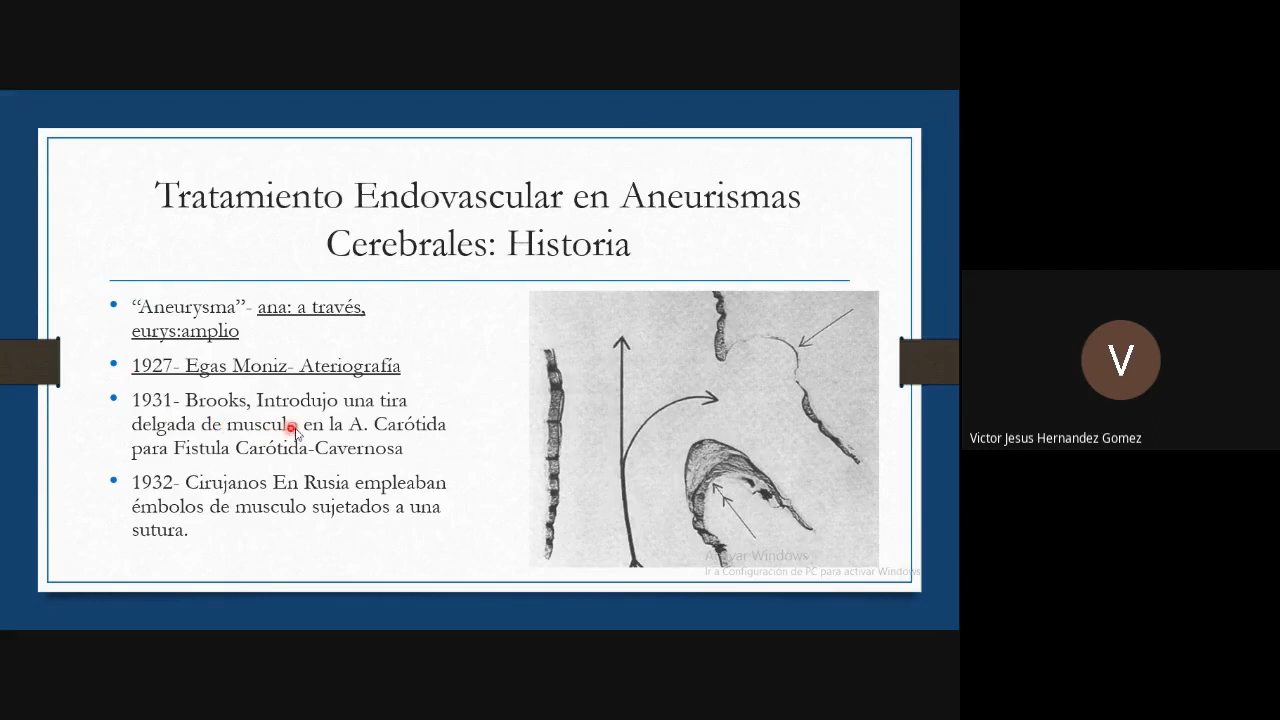 Tratamiento Endovascular en Aneurismas
Cerebrales: Historia
• “Aneurysma”- ana: a través,
eurys:amplio
• 1927- Egas Moniz- Ateriografía
• 1931- Brooks, Introdujo una tira
delgada de musculo en la A. Carótida
para Fistula Carótida-Cavernosa
• 1932- Cirujanos En Rusia empleaban
émbolos de musculo sujetados a una
sutura.
Activar Windows
Ir a Configuración de PC para activar Windows
V
Victor Jesus Hernandez Gomez